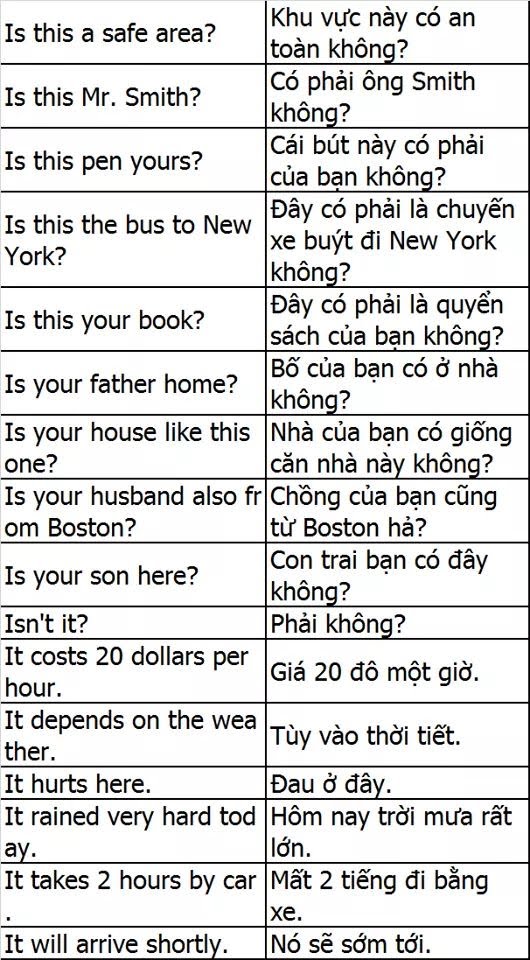 Is this a safe area?
Khu vực này có an
toàn không?
Is this Mr. Smith?
Có phải ông Smith
không?
Is this pen yours?
Cái bút này có phải
của bạn không?
Is this the bus to New
York?
Đây có phải là chuyến
xe buýt đi New York
không?
Is this your book?
Đây có phải là quyển
sách của bạn không?
Is your father home?
Bố của bạn có ở nhà
không?
Is your house like this
one?
Nhà của bạn có giống
căn nhà này không?
Is your husband also fr
om Boston?
Chồng của bạn cũng
từ Boston hả?
Is your son here?
Con trai bạn có đây
không?
Isn't it?
Phải không?
It costs 20 dollars per
hour.
Giá 20 đô một giờ.
It depends on the wea
ther.
Tùy vào thời tiết.
It hurts here.
Đau ở đây.
It rained very hard tod
ay.
Hôm nay trời mưa rất
lớn.
It takes 2 hours by car
.
Mất 2 tiếng đi bằng
xe.
It will arrive shortly.
Nó sẽ sớm tới.